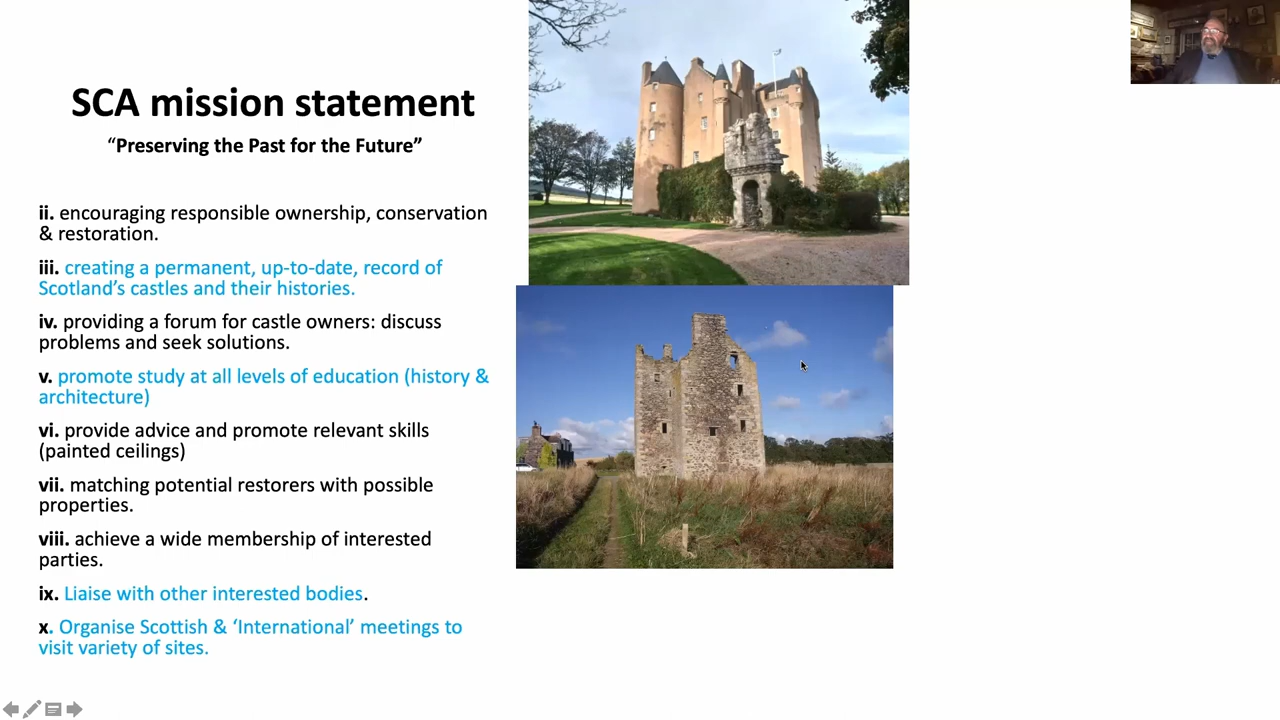 SCA mission statement
“Preserving the Past for the Future”
ii. encouraging responsible ownership, conservation
& restoration.
iii. creating a permanent, up-to-date, record of
Scotland’s castles and their histories.
iv. providing a forum for castle owners: discuss
problems and seek solutions.
v. promote study at all levels of education (history &
architecture)
vi. provide advice and promote relevant skills
(painted ceilings)
vii. matching potential restorers with possible
properties.
viii. achieve a wide membership of interested
parties.
ix. Liaise with other interested bodies.
x. Organise Scottish & ‘International’ meetings to
visit variety of sites.